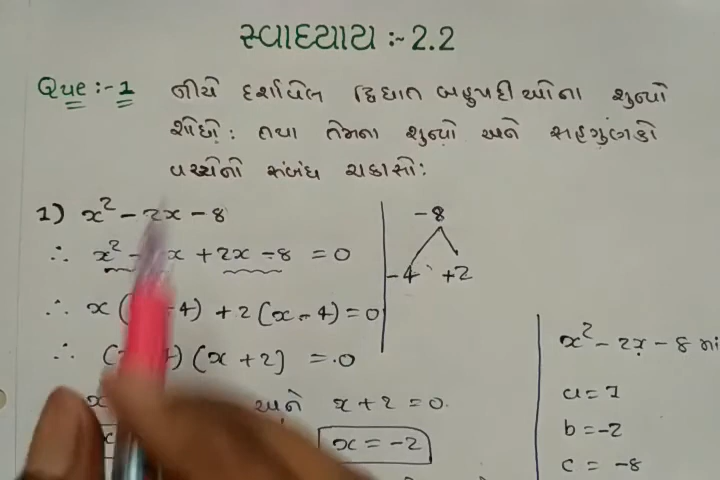 સ્વાધ્યાય :- 2.2
Que :- 1 નીચે દર્શાવેલ દ્વિઘાત બહુપદીઓના શુન્યો
શોધો : તથા તેમના શુન્યો અને સહગુણકો
વચ્ચેનો સંબંધ ચકાસો :
1) x² - 2x - 8
∴ x² - x + 2x - 8 = 0
∴ x ( -4) + 2 (x - 4) = 0
∴ ( ) (x + 2) = 0
x અને x + 2 = 0
x = -2
-8
-4 +2
x² - 2x - 8 માં
a = 1
b = -2
c = -8